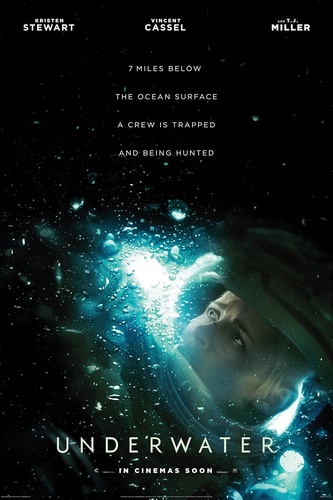 KRISTEN STEWART
VINCENT CASSEL
AND T.J. MILLER
7 MILES BELOW
THE OCEAN SURFACE
A CREW IS TRAPPED
AND BEING HUNTED
UNDERWATER
IN CINEMAS SOON